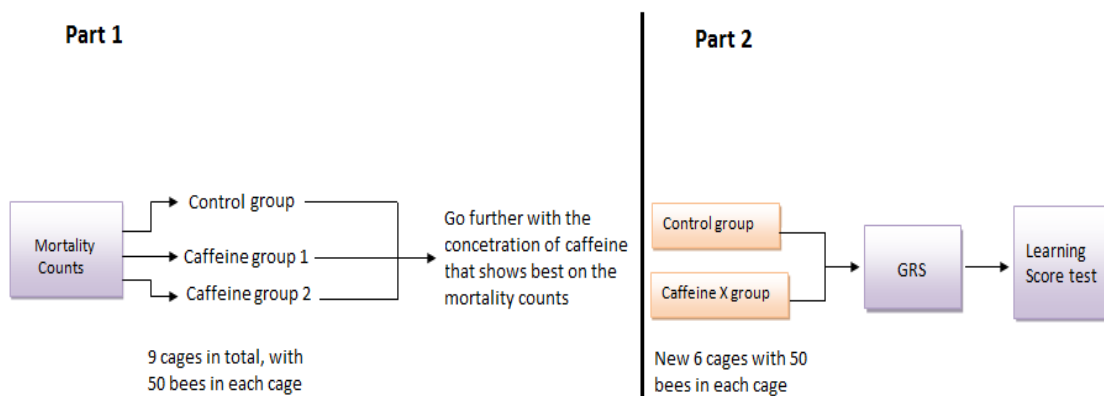 Part 1
Mortality
Counts
Control group
Caffeine group 1
Caffeine group 2
Go further with the
concetration of caffeine
that shows best on the
mortality counts
9 cages in total, with
50 bees in each cage
Part 2
Control group
Caffeine X group
GRS
Learning
Score test
New 6 cages with 50
bees in each cage